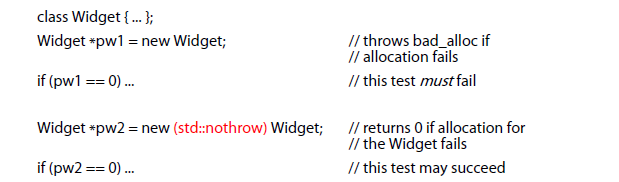 class Widget { ... };
Widget *pw1 = new Widget; // throws bad_alloc if
// allocation fails
if (pw1 == 0) ... // this test must fail
Widget *pw2 = new (std::nothrow) Widget; // returns 0 if allocation for
// the Widget fails
if (pw2 == 0) ... // this test may succeed